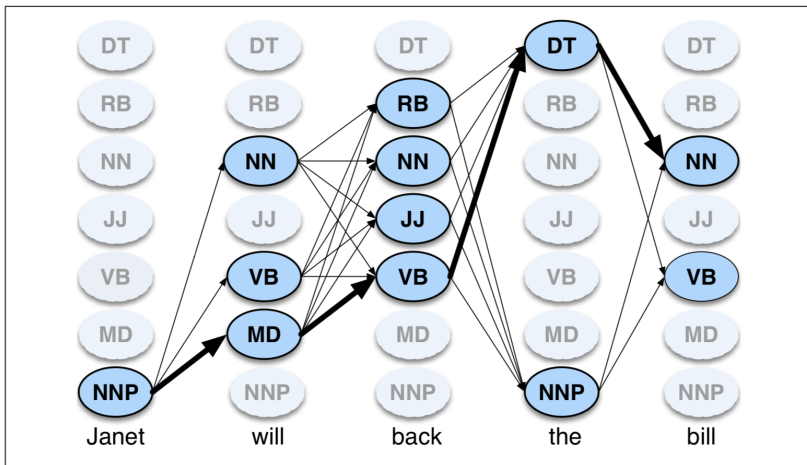 DT DT DT DT DT
RB RB RB RB RB
NN NN NN NN NN
JJ JJ JJ JJ JJ
VB VB VB VB VB
MD MD MD MD MD
NNP NNP NNP NNP NNP
Janet will back the bill